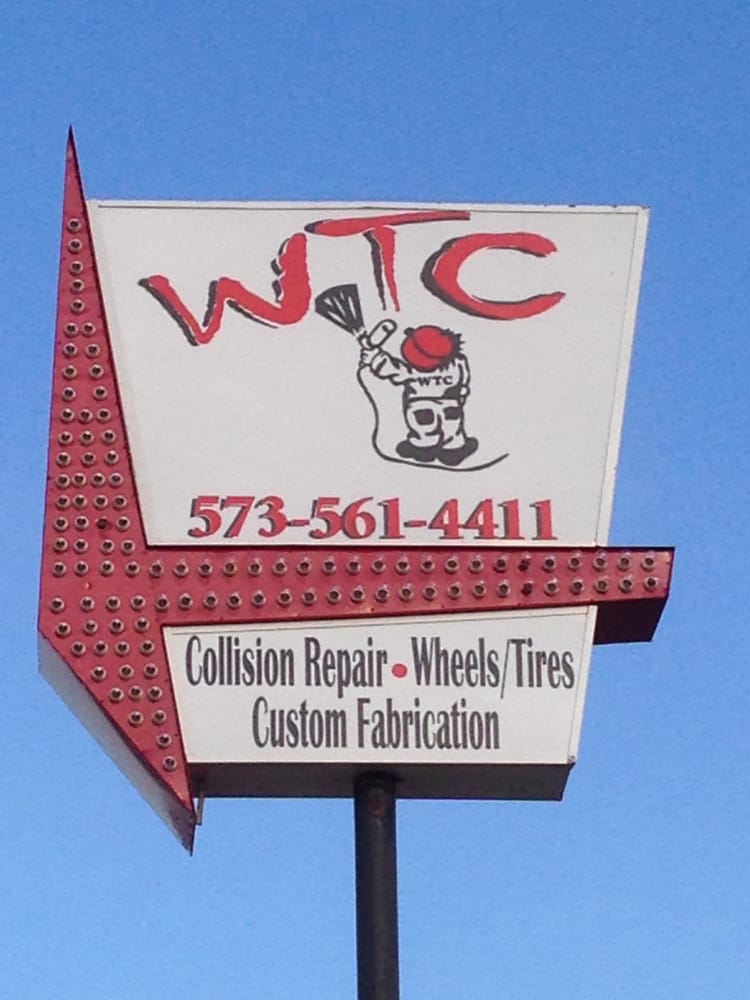 WTC
WTC
573-561-4411
Collision Repair • Wheels/Tires
Custom Fabrication